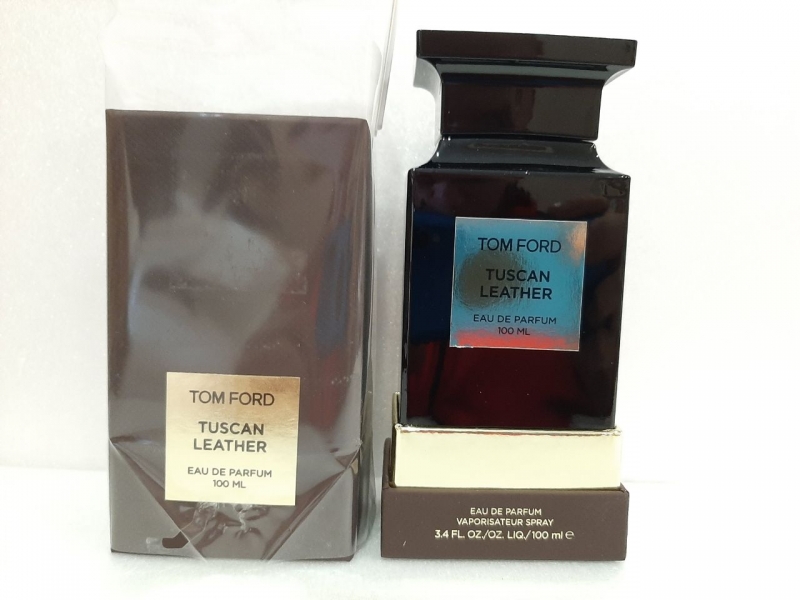 TOM FORD
TUSCAN
LEATHER
EAU DE PARFUM
100 ML
TOM FORD
TUSCAN
LEATHER
EAU DE PARFUM
100 ML
EAU DE PARFUM
VAPORISATEUR SPRAY
3.4 FL. OZ./OZ. LIQ./100 ml ℮